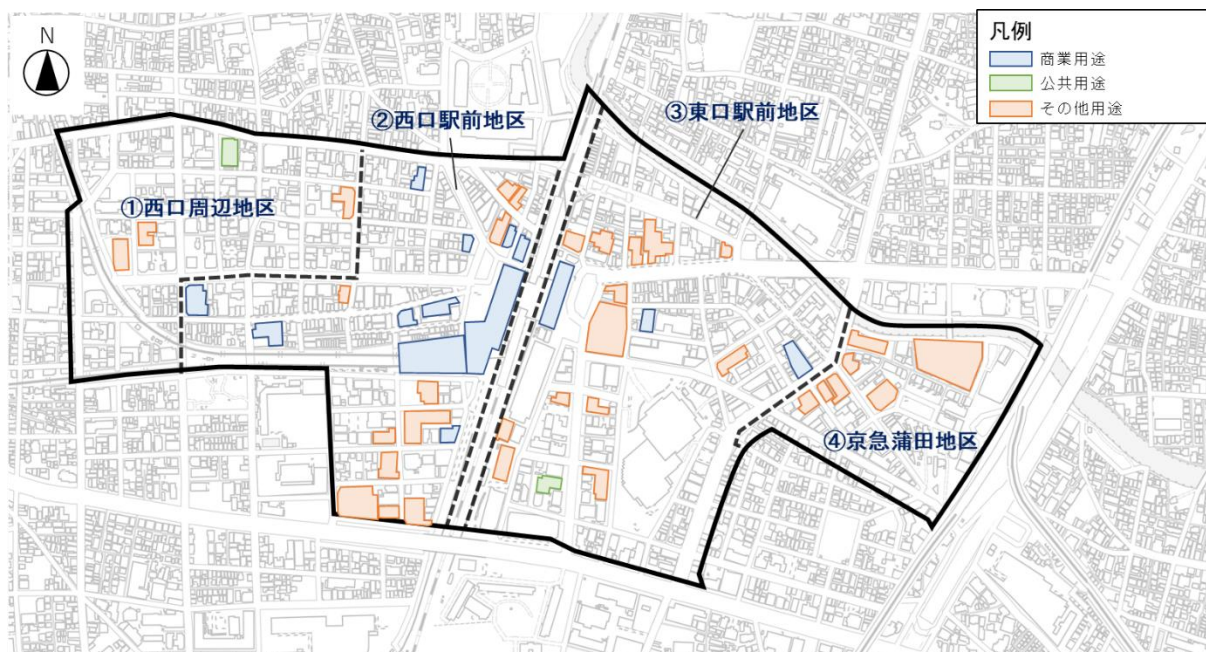 N
凡例
商業用途
公共用途
その他用途
②西口駅前地区
③東口駅前地区
①西口周辺地区
④京急蒲田地区